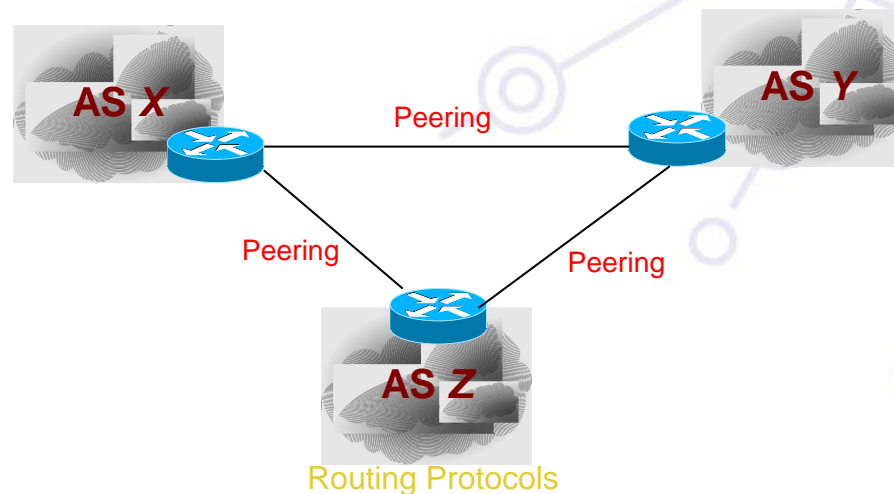 AS X
AS Y
Peering
Peering
Peering
AS Z
Routing Protocols